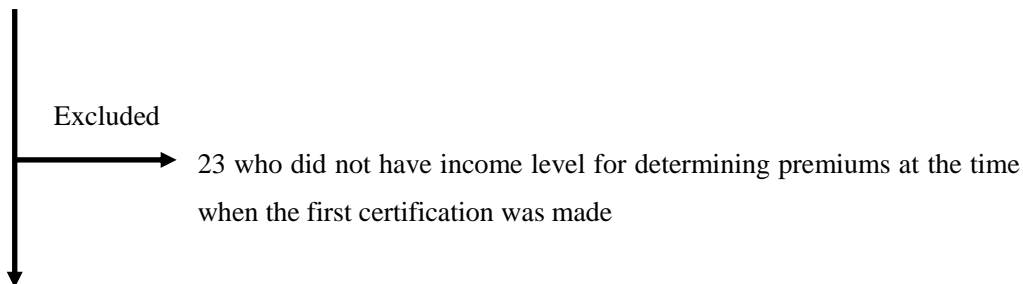 Excluded
23 who did not have income level for determining premiums at the time
when the first certification was made